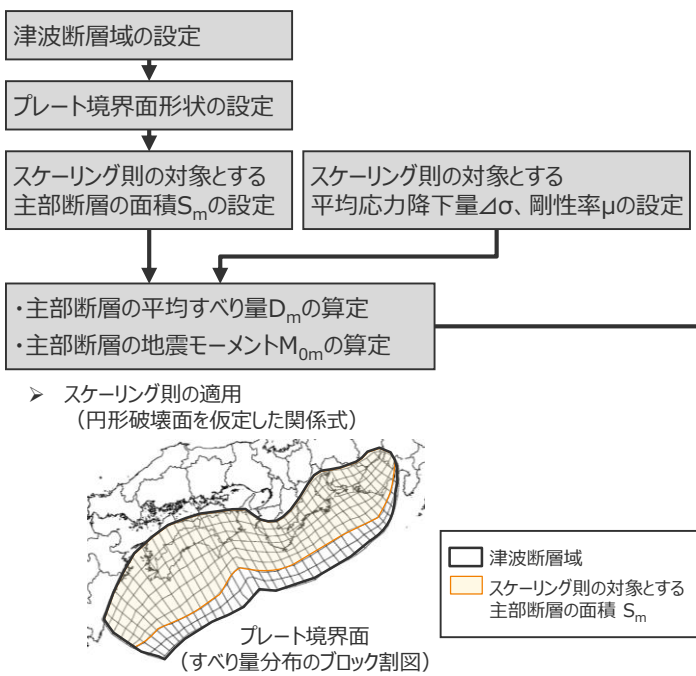 津波断層域の設定
プレート境界面形状の設定
スケーリング則の対象とする
主部断層の面積Smの設定
スケーリング則の対象とする
平均応力降下量⊿σ、剛性率μの設定
・主部断層の平均すべり量Dmの算定
・主部断層の地震モーメントM0mの算定
➢ スケーリング則の適用
（円形破壊面を仮定した関係式）
津波断層域
スケーリング則の対象とする
主部断層の面積 Sm
プレート境界面
（すべり量分布のブロック割図）